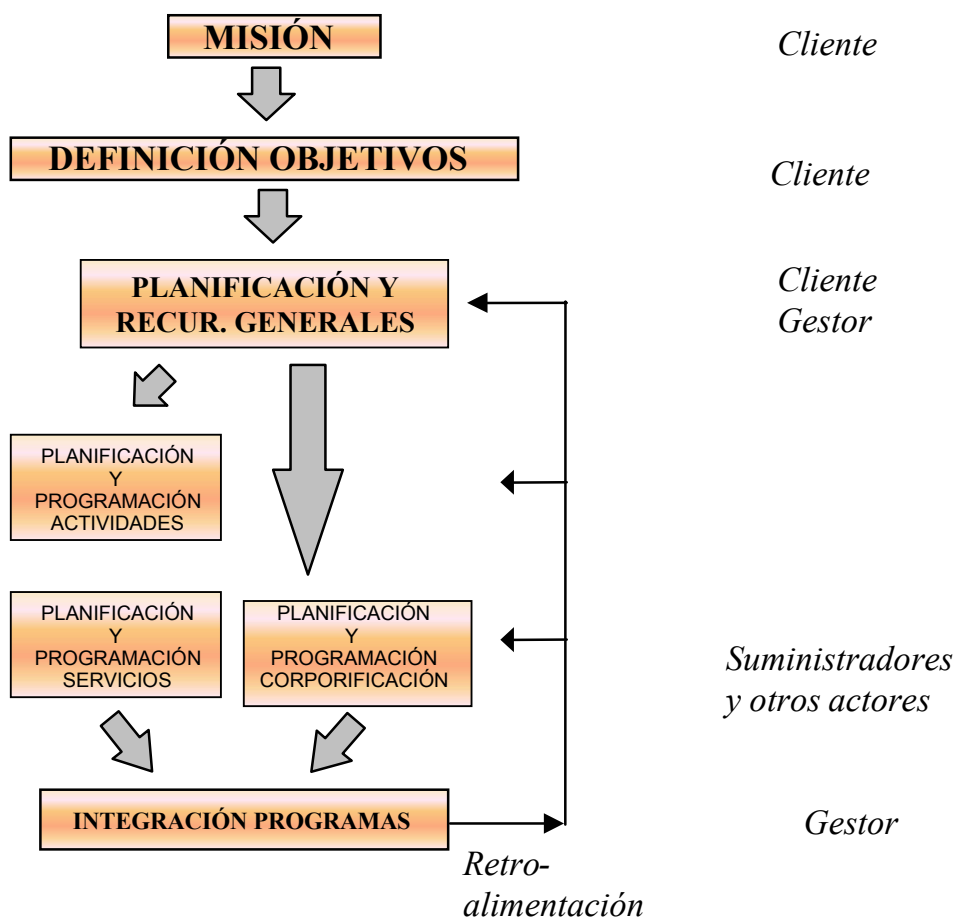 MISIÓN
Cliente
DEFINICIÓN OBJETIVOS
Cliente
PLANIFICACIÓN Y
RECUR. GENERALES
Cliente
Gestor
PLANIFICACIÓN
Y
PROGRAMACIÓN
ACTIVIDADES
PLANIFICACIÓN
Y
PROGRAMACIÓN
SERVICIOS
PLANIFICACIÓN
Y
PROGRAMACIÓN
CORPORIFICACIÓN
Suministradores
y otros actores
INTEGRACIÓN PROGRAMAS
Gestor
Retro-
alimentación